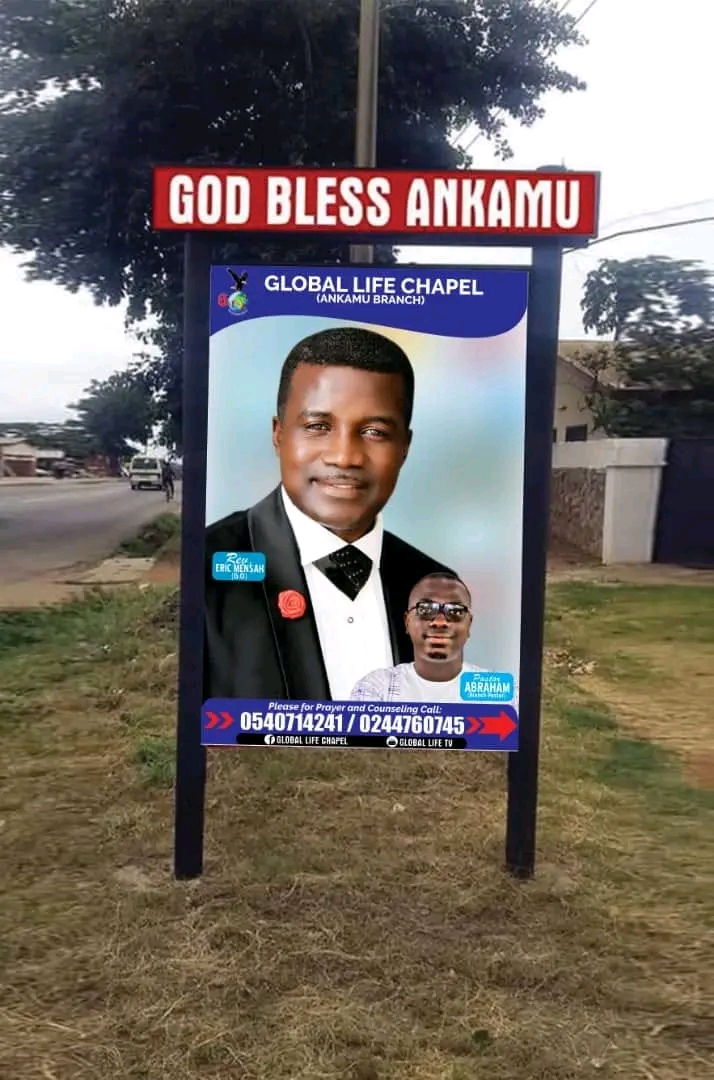 GOD BLESS ANKAMU
GLOBAL LIFE CHAPEL
(ANKAMU BRANCH)
Rev.
ERIC MENSAH
(G.O)
Pastor
ABRAHAM
(Branch Pastor)
Please for Prayer and Counseling Call:
0540714241 / 0244760745
GLOBAL LIFE CHAPEL
GLOBAL LIFE TV